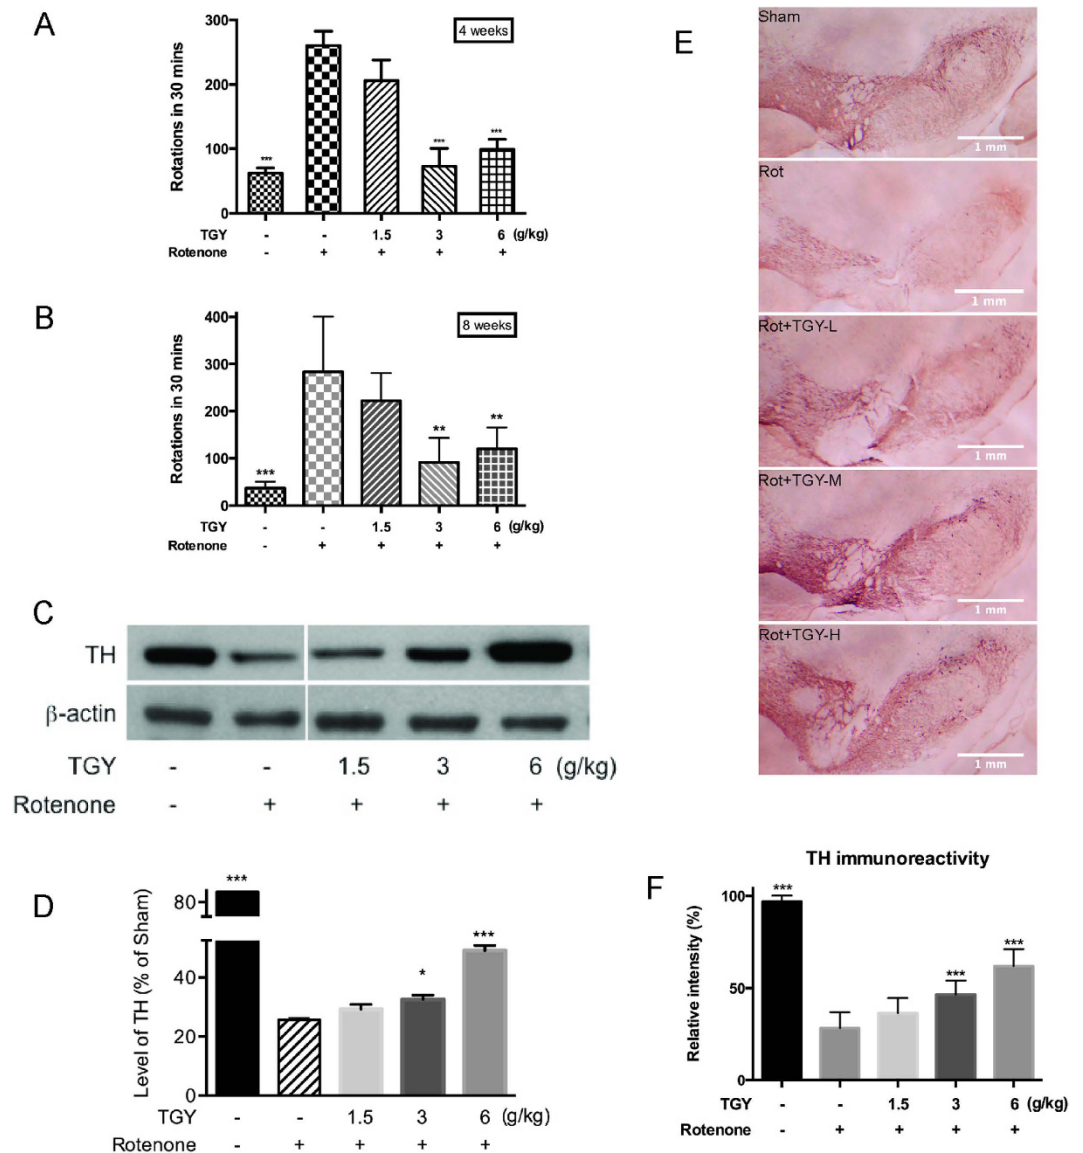 A
4 weeks
Rotations in 30 mins
300
200
100
0
***
***
***
TGY - - 1.5 3 6 (g/kg)
Rotenone - + + + +
B
8 weeks
Rotations in 30 mins
400
300
200
100
0
***
**
**
TGY - - 1.5 3 6 (g/kg)
Rotenone - + + + +
C
TH
β-actin
TGY - - 1.5 3 6 (g/kg)
Rotenone - + + + +
D
Level of TH (% of Sham)
80
40
20
0
***
*
***
TGY - - 1.5 3 6 (g/kg)
Rotenone - + + + +
E
Sham
1 mm
Rot
1 mm
Rot+TGY-L
1 mm
Rot+TGY-M
1 mm
Rot+TGY-H
1 mm
F
TH immunoreactivity
Relative intensity (%)
100
50
0
***
***
***
TGY - - 1.5 3 6 (g/kg)
Rotenone - + + + +